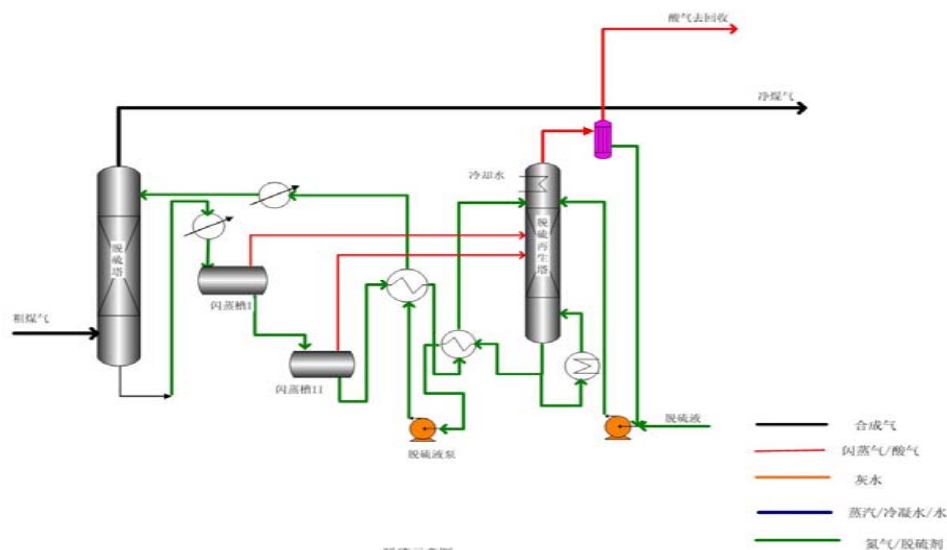 酸气去回收
净煤气
冷却水
脱硫塔
脱硫再生塔
闪蒸槽I
粗煤气
闪蒸槽II
脱硫液
脱硫液泵
合成气
闪蒸气/酸气
灰水
蒸汽/冷凝水/水
氮气/脱硫剂